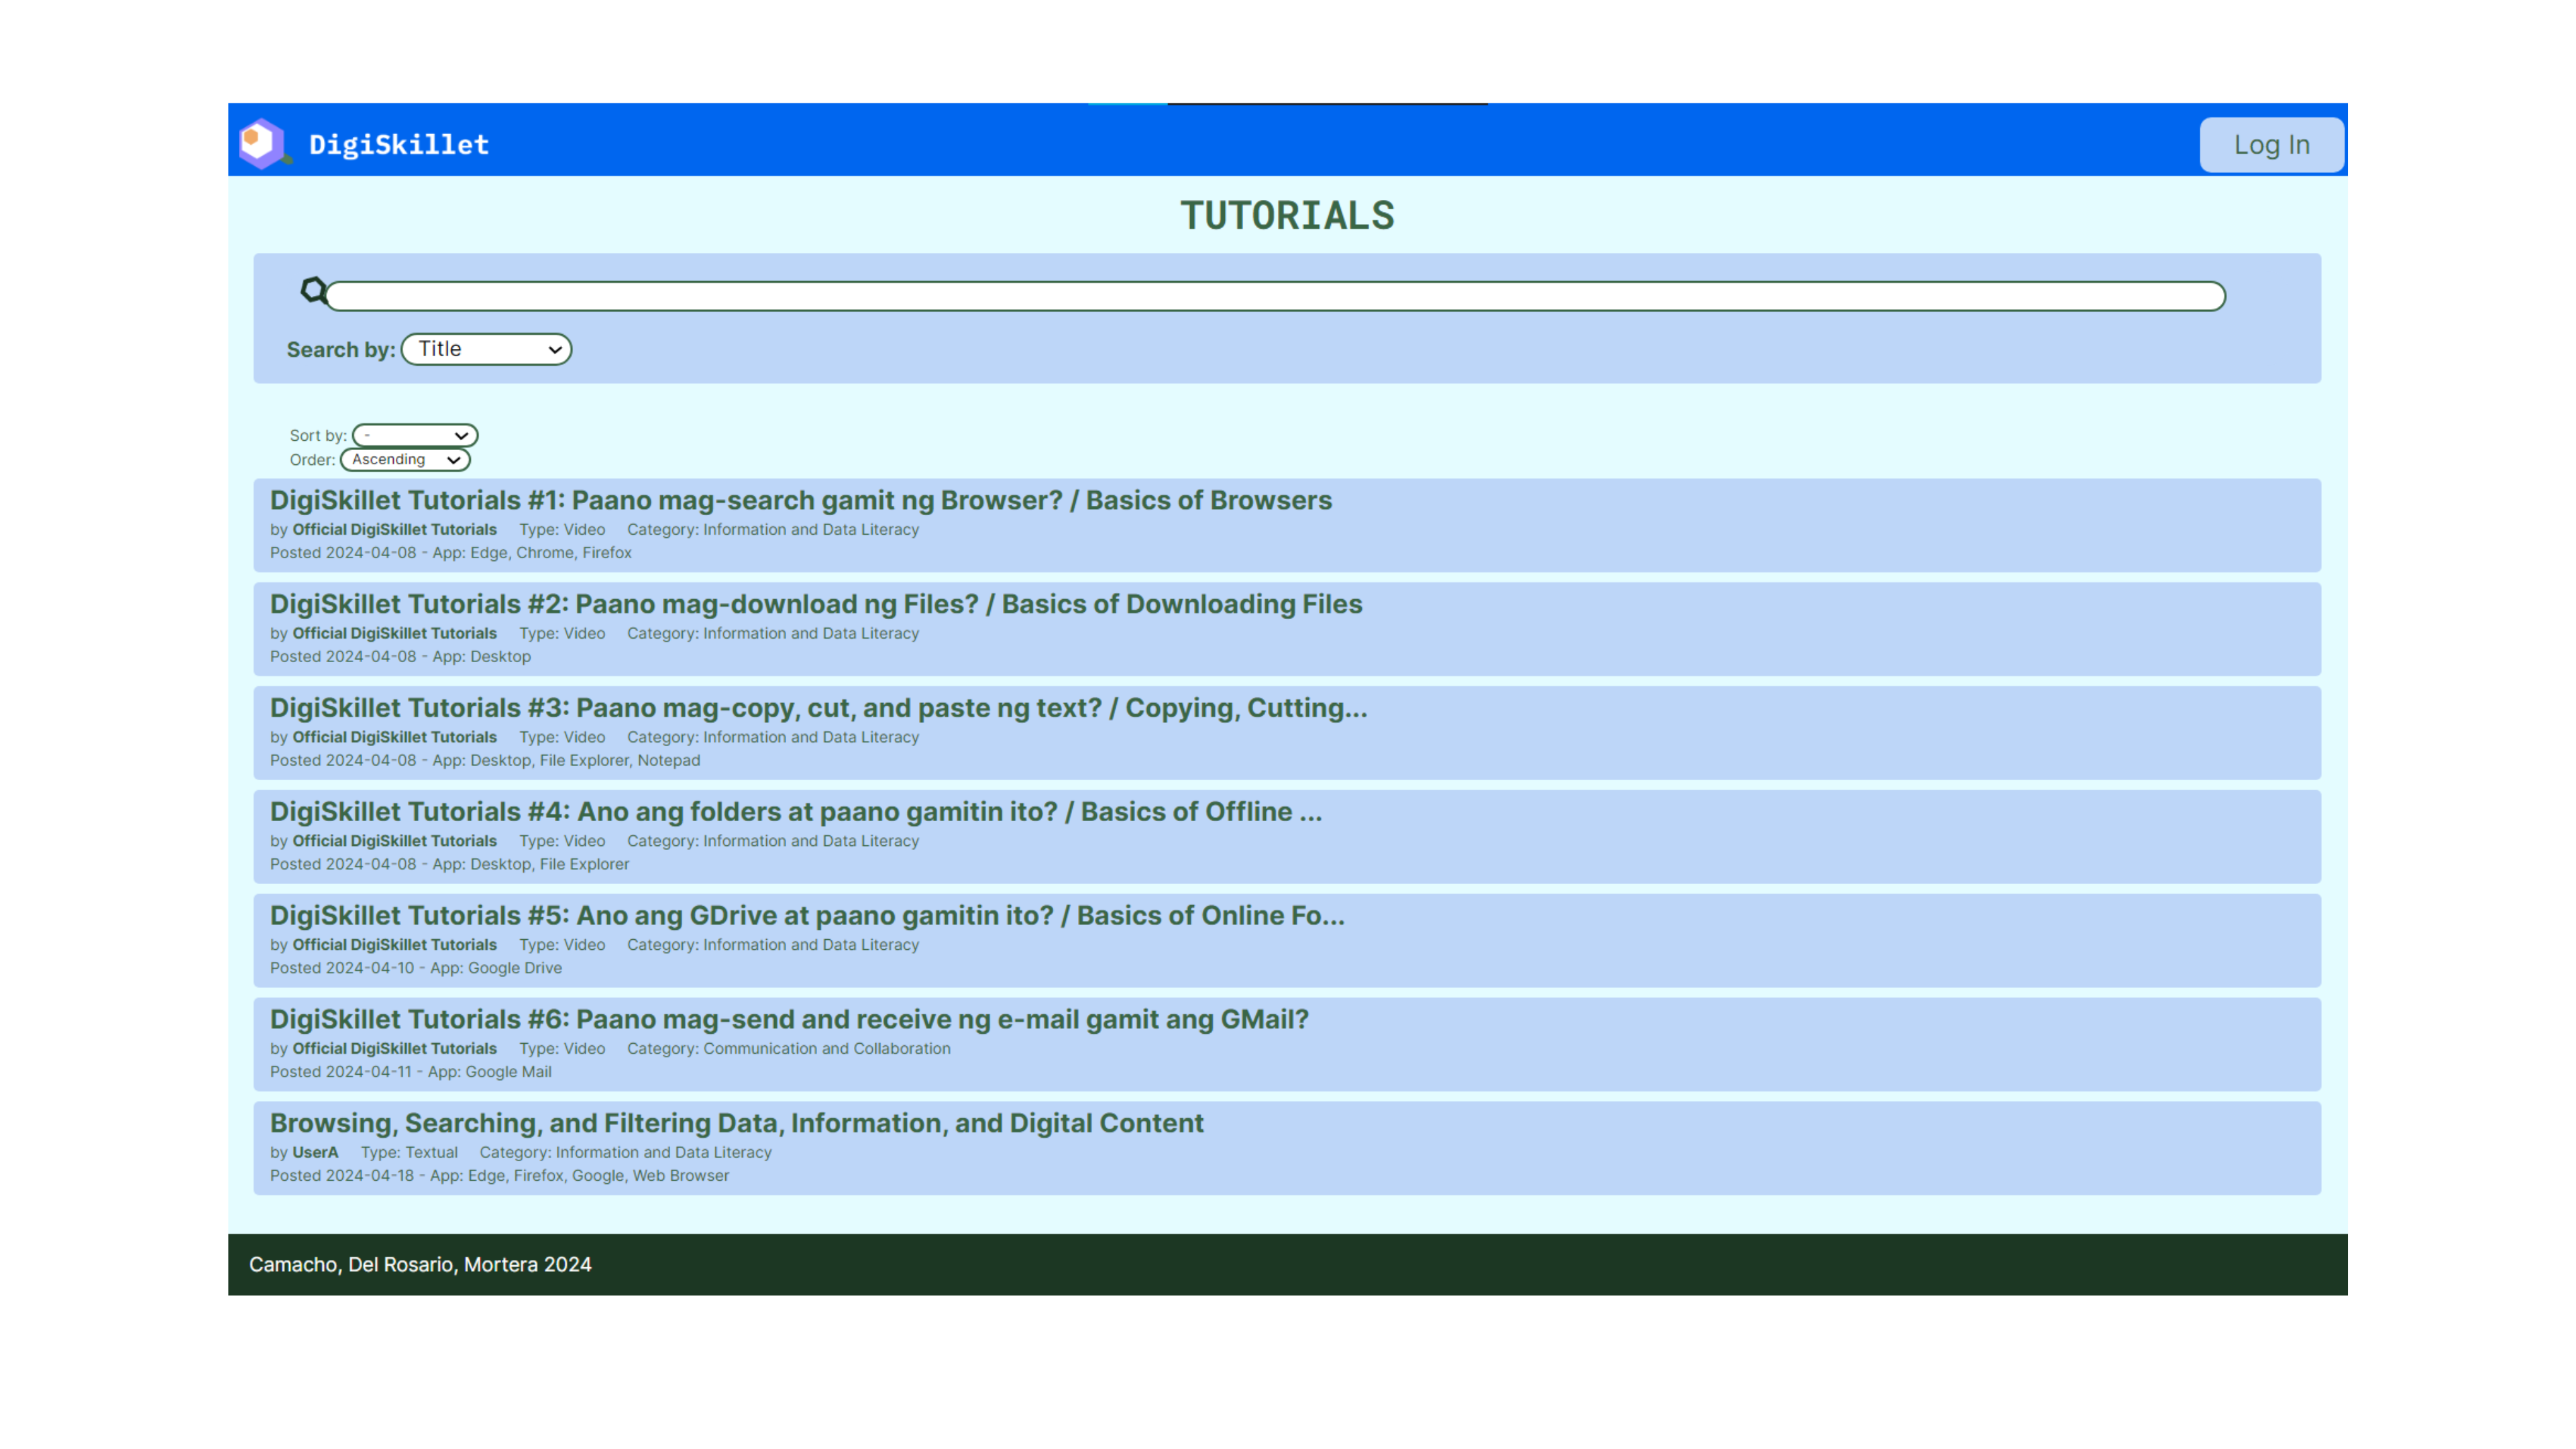 DigiSkillet
Log In
TUTORIALS
Search by: Title
Sort by: -
Order: Ascending
DigiSkillet Tutorials #1: Paano mag-search gamit ng Browser? / Basics of Browsers
by Official DigiSkillet Tutorials Type: Video Category: Information and Data Literacy
Posted 2024-04-08 - App: Edge, Chrome, Firefox
DigiSkillet Tutorials #2: Paano mag-download ng Files? / Basics of Downloading Files
by Official DigiSkillet Tutorials Type: Video Category: Information and Data Literacy
Posted 2024-04-08 - App: Desktop
DigiSkillet Tutorials #3: Paano mag-copy, cut, and paste ng text? / Copying, Cutting...
by Official DigiSkillet Tutorials Type: Video Category: Information and Data Literacy
Posted 2024-04-08 - App: Desktop, File Explorer, Notepad
DigiSkillet Tutorials #4: Ano ang folders at paano gamitin ito? / Basics of Offline ...
by Official DigiSkillet Tutorials Type: Video Category: Information and Data Literacy
Posted 2024-04-08 - App: Desktop, File Explorer
DigiSkillet Tutorials #5: Ano ang GDrive at paano gamitin ito? / Basics of Online Fo...
by Official DigiSkillet Tutorials Type: Video Category: Information and Data Literacy
Posted 2024-04-10 - App: Google Drive
DigiSkillet Tutorials #6: Paano mag-send and receive ng e-mail gamit ang GMail?
by Official DigiSkillet Tutorials Type: Video Category: Communication and Collaboration
Posted 2024-04-11 - App: Google Mail
Browsing, Searching, and Filtering Data, Information, and Digital Content
by UserA Type: Textual Category: Information and Data Literacy
Posted 2024-04-18 - App: Edge, Firefox, Google, Web Browser
Camacho, Del Rosario, Mortera 2024